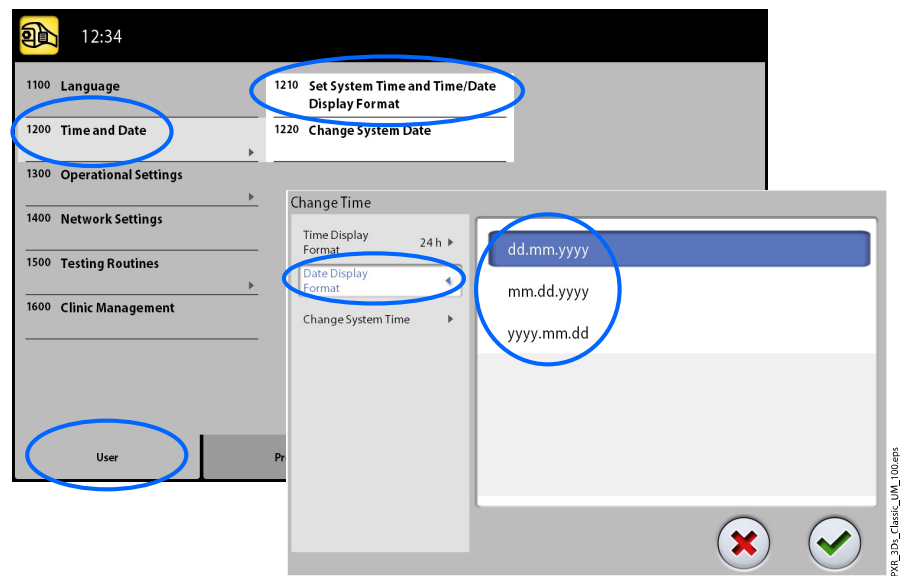 12:34
1100 Language
1200 Time and Date
1300 Operational Settings
1400 Network Settings
1500 Testing Routines
1600 Clinic Management
1210 Set System Time and Time/Date
Display Format
1220 Change System Date
User
Pr
Change Time
Time Display
Format
24 h
Date Display
Format
Change System Time
dd.mm.yyyy
mm.dd.yyyy
yyyy.mm.dd
PXR_3Ds_Classic_UM_100.eps